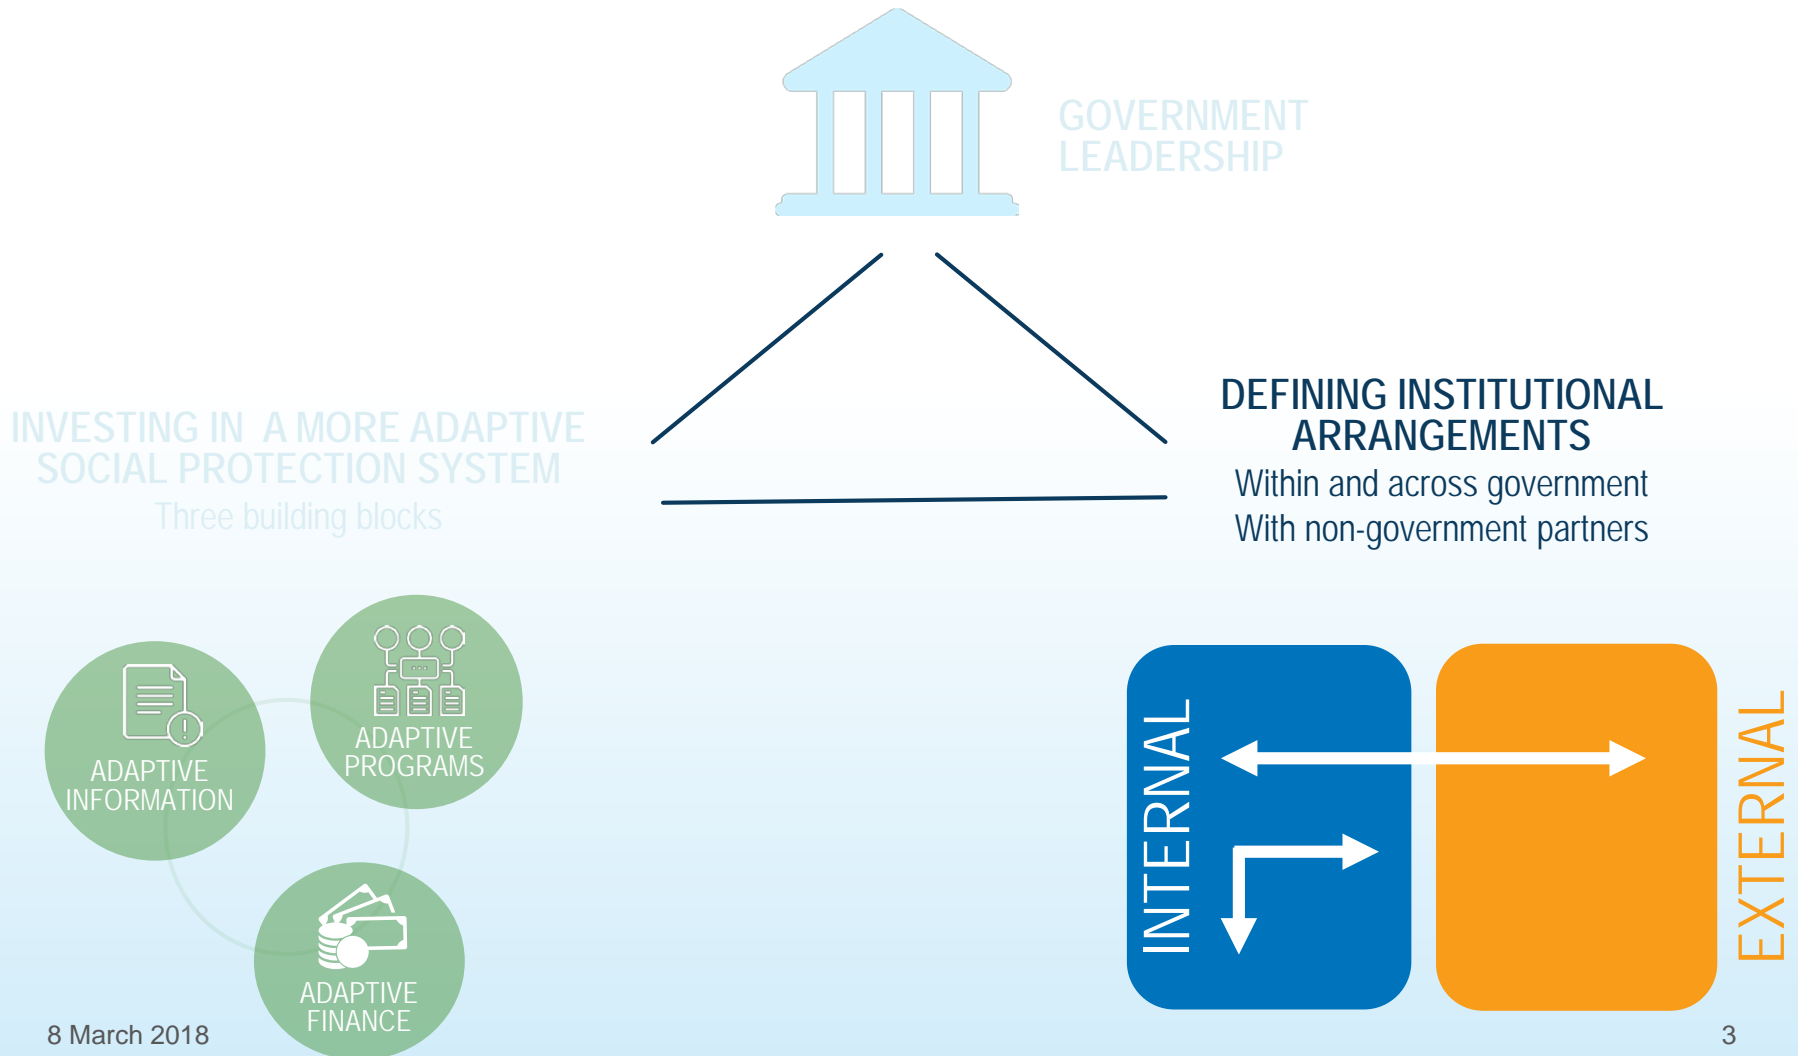 GOVERNMENT
LEADERSHIP
INVESTING IN A MORE ADAPTIVE
SOCIAL PROTECTION SYSTEM
Three building blocks
DEFINING INSTITUTIONAL
ARRANGEMENTS
Within and across government
With non-government partners
ADAPTIVE
INFORMATION
ADAPTIVE
PROGRAMS
ADAPTIVE
FINANCE
INTERNAL
EXTERNAL
8 March 2018
3